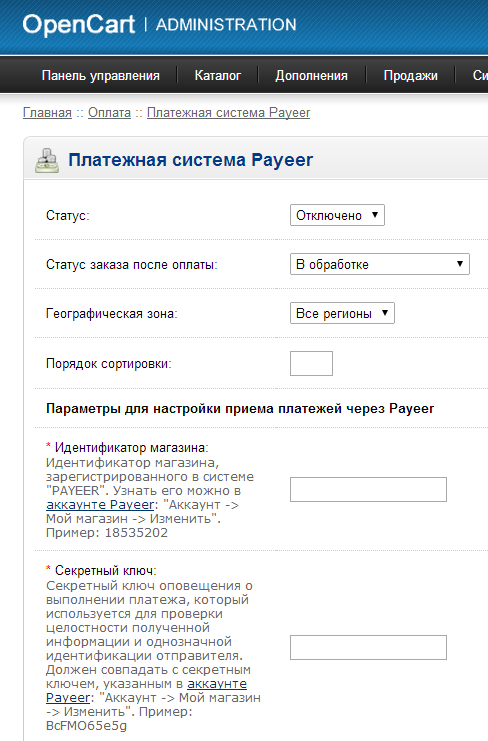 OpenCart | ADMINISTRATION
Панель управления Каталог Дополнения Продажи Си
Главная :: Оплата :: Платежная система Payeer
Платежная система Payeer
Статус: Отключено
Статус заказа после оплаты: В обработке
Географическая зона: Все регионы
Порядок сортировки:
Параметры для настройки приема платежей через Payeer
* Идентификатор магазина:
Идентификатор магазина,
зарегистрированного в системе
"PAYEER". Узнать его можно в
аккаунте Payeer: "Аккаунт ->
Мой магазин -> Изменить".
Пример: 18535202
* Секретный ключ:
Секретный ключ оповещения о
выполнении платежа, который
используется для проверки
целостности полученной
информации и однозначной
идентификации отправителя.
Должен совпадать с секретным
ключем, указанным в аккаунте
Payeer: "Аккаунт -> Мой магазин
-> Изменить". Пример:
BcFMO65e5g